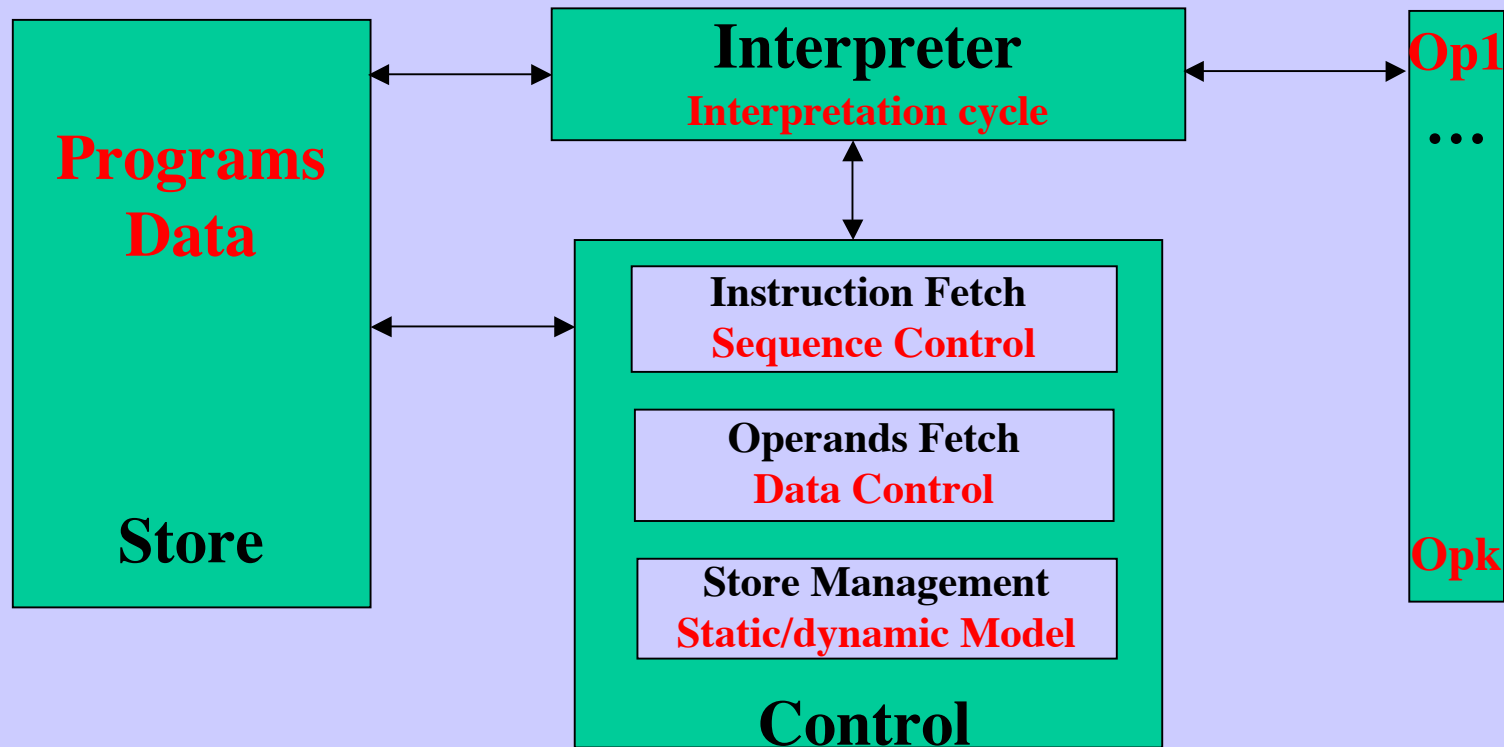 Programs
Data
Store
Interpreter
Interpretation cycle
Instruction Fetch
Sequence Control
Operands Fetch
Data Control
Store Management
Static/dynamic Model
Control
Op1
...
Opk